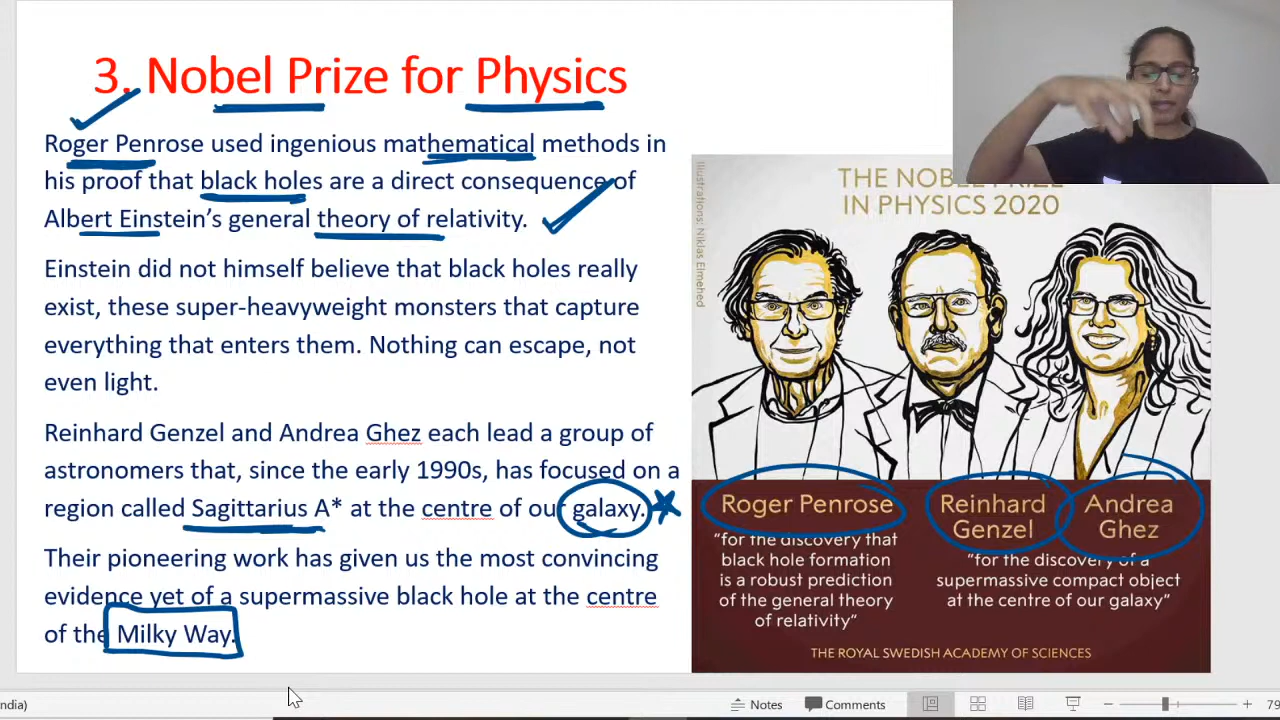 3. Nobel Prize for Physics
Roger Penrose used ingenious mathematical methods in
his proof that black holes are a direct consequence of
Albert Einstein's general theory of relativity.
Einstein did not himself believe that black holes really
exist, these super-heavyweight monsters that capture
everything that enters them. Nothing can escape, not
even light.
Reinhard Genzel and Andrea Ghez each lead a group of
astronomers that, since the early 1990s, has focused on a
region called Sagittarius A* at the centre of our galaxy.
Their pioneering work has given us the most convincing
evidence yet of a supermassive black hole at the centre
of the Milky Way.
Illustrations: Niklas Elmehed
THE NOBEL PRIZE
IN PHYSICS 2020
Roger Penrose
"for the discovery that
black hole formation
is a robust prediction
of the general theory
of relativity"
Reinhard
Genzel
Andrea
Ghez
"for the discovery of a
supermassive compact object
at the centre of our galaxy"
THE ROYAL SWEDISH ACADEMY OF SCIENCES
ndia)
Notes
Comments
79